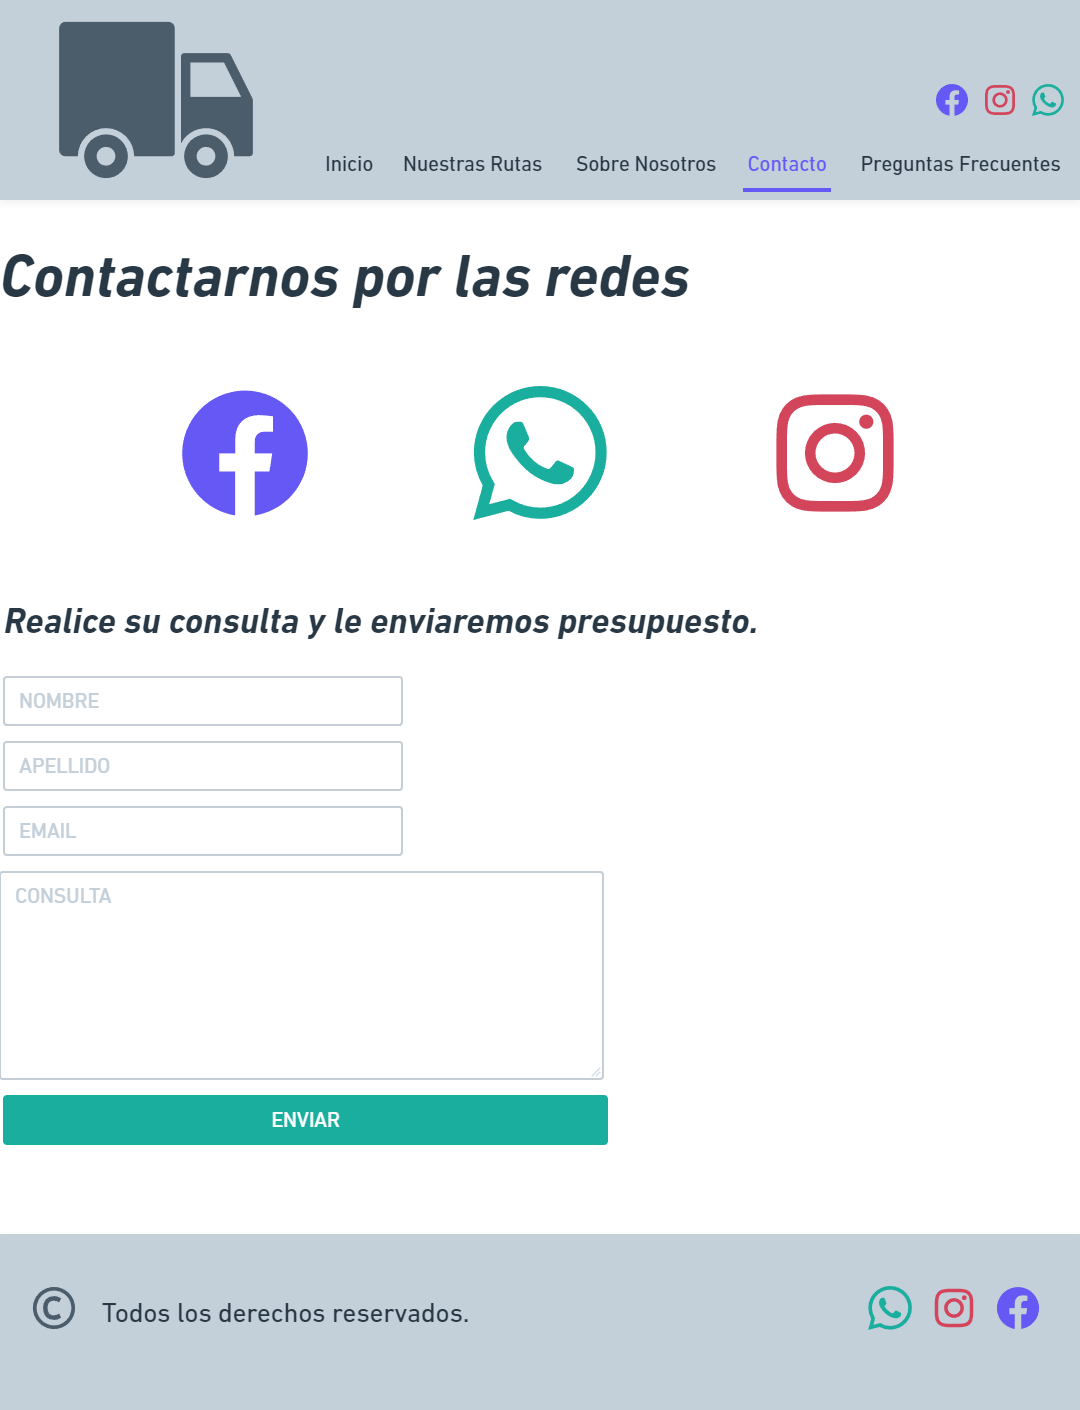 Inicio Nuestras Rutas Sobre Nosotros Contacto Preguntas Frecuentes
Contactarnos por las redes
Realice su consulta y le enviaremos presupuesto.
NOMBRE
APELLIDO
EMAIL
CONSULTA
ENVIAR
© Todos los derechos reservados.